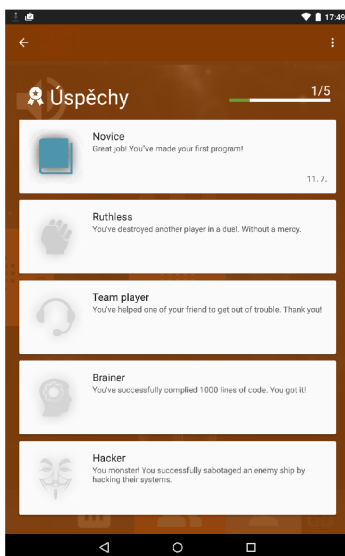 17:49
Úspěchy
1/5
Novice
Great job! You've made your first program!
11. 7.
Ruthless
You've destroyed another player in a duel. Without a mercy.
Team player
You've helped one of your friend to get out of trouble. Thank you!
Brainer
You've successfully complied 1000 lines of code. You got it!
Hacker
You monster! You successfully sabotaged an enemy ship by
hacking their systems.